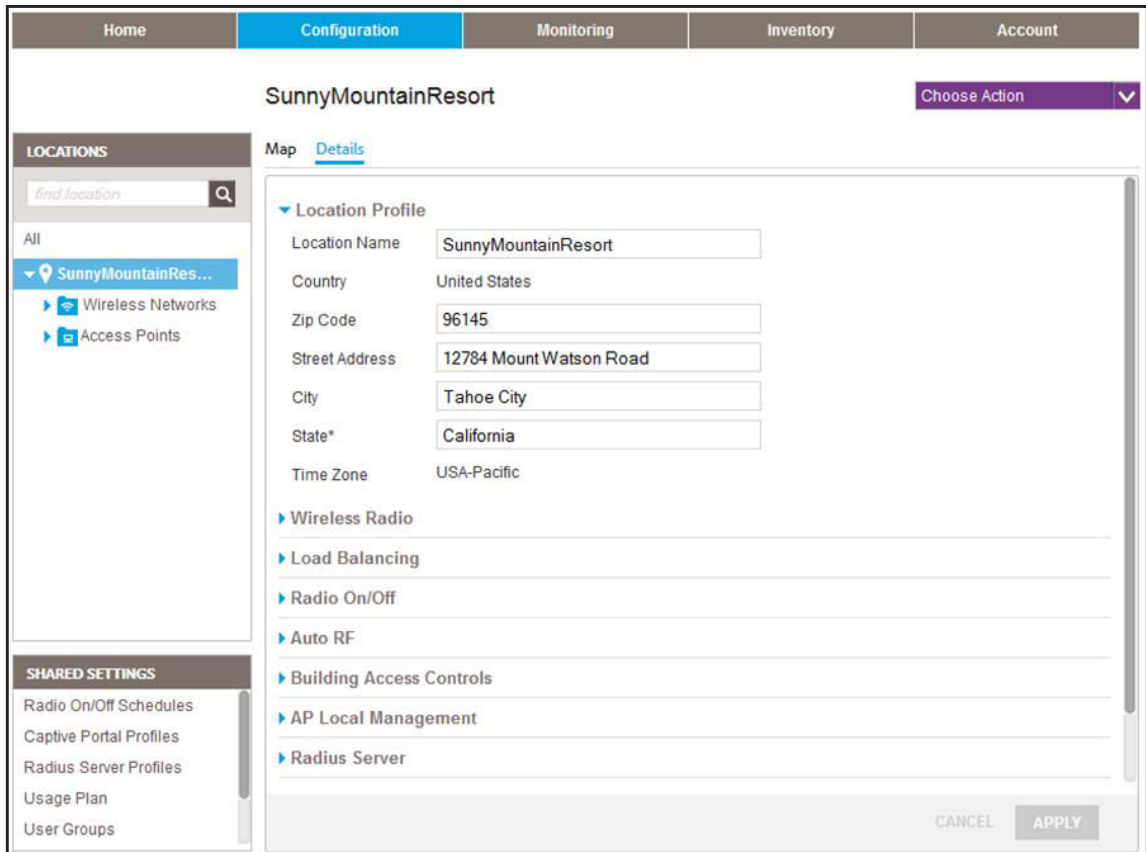 Home Configuration Monitoring Inventory Account
SunnyMountainResort
Choose Action
LOCATIONS
find location
All
SunnyMountainRes...
Wireless Networks
Access Points
SHARED SETTINGS
Radio On/Off Schedules
Captive Portal Profiles
Radius Server Profiles
Usage Plan
User Groups
Map Details
Location Profile
Location Name SunnyMountainResort
Country United States
Zip Code 96145
Street Address 12784 Mount Watson Road
City Tahoe City
State* California
Time Zone USA-Pacific
Wireless Radio
Load Balancing
Radio On/Off
Auto RF
Building Access Controls
AP Local Management
Radius Server
CANCEL APPLY